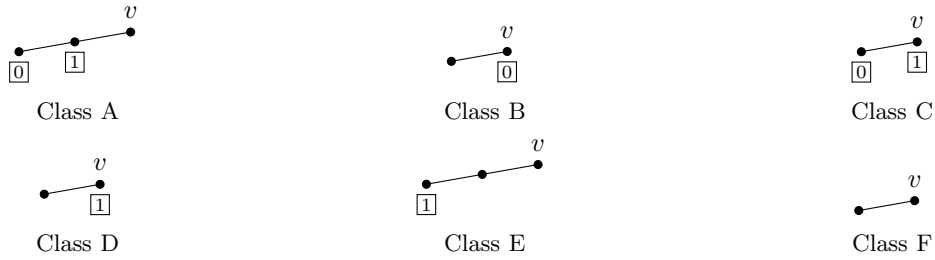 v v v
0 1 0 0 1
Class A Class B Class C
v v v
1 1
Class D Class E Class F